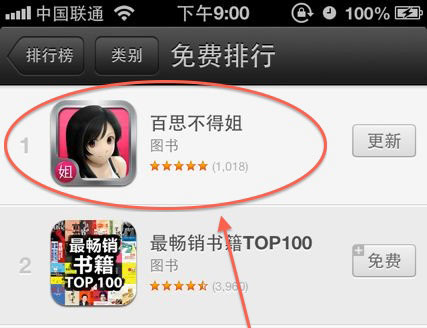 中国联通 下午9:00 100%
排行榜 类别 免费排行
1
姐
百思不得姐
图书
(1,018)
更新
2
最畅销
书籍
TOP 100
最畅销书籍TOP100
图书
(3,960)
免费